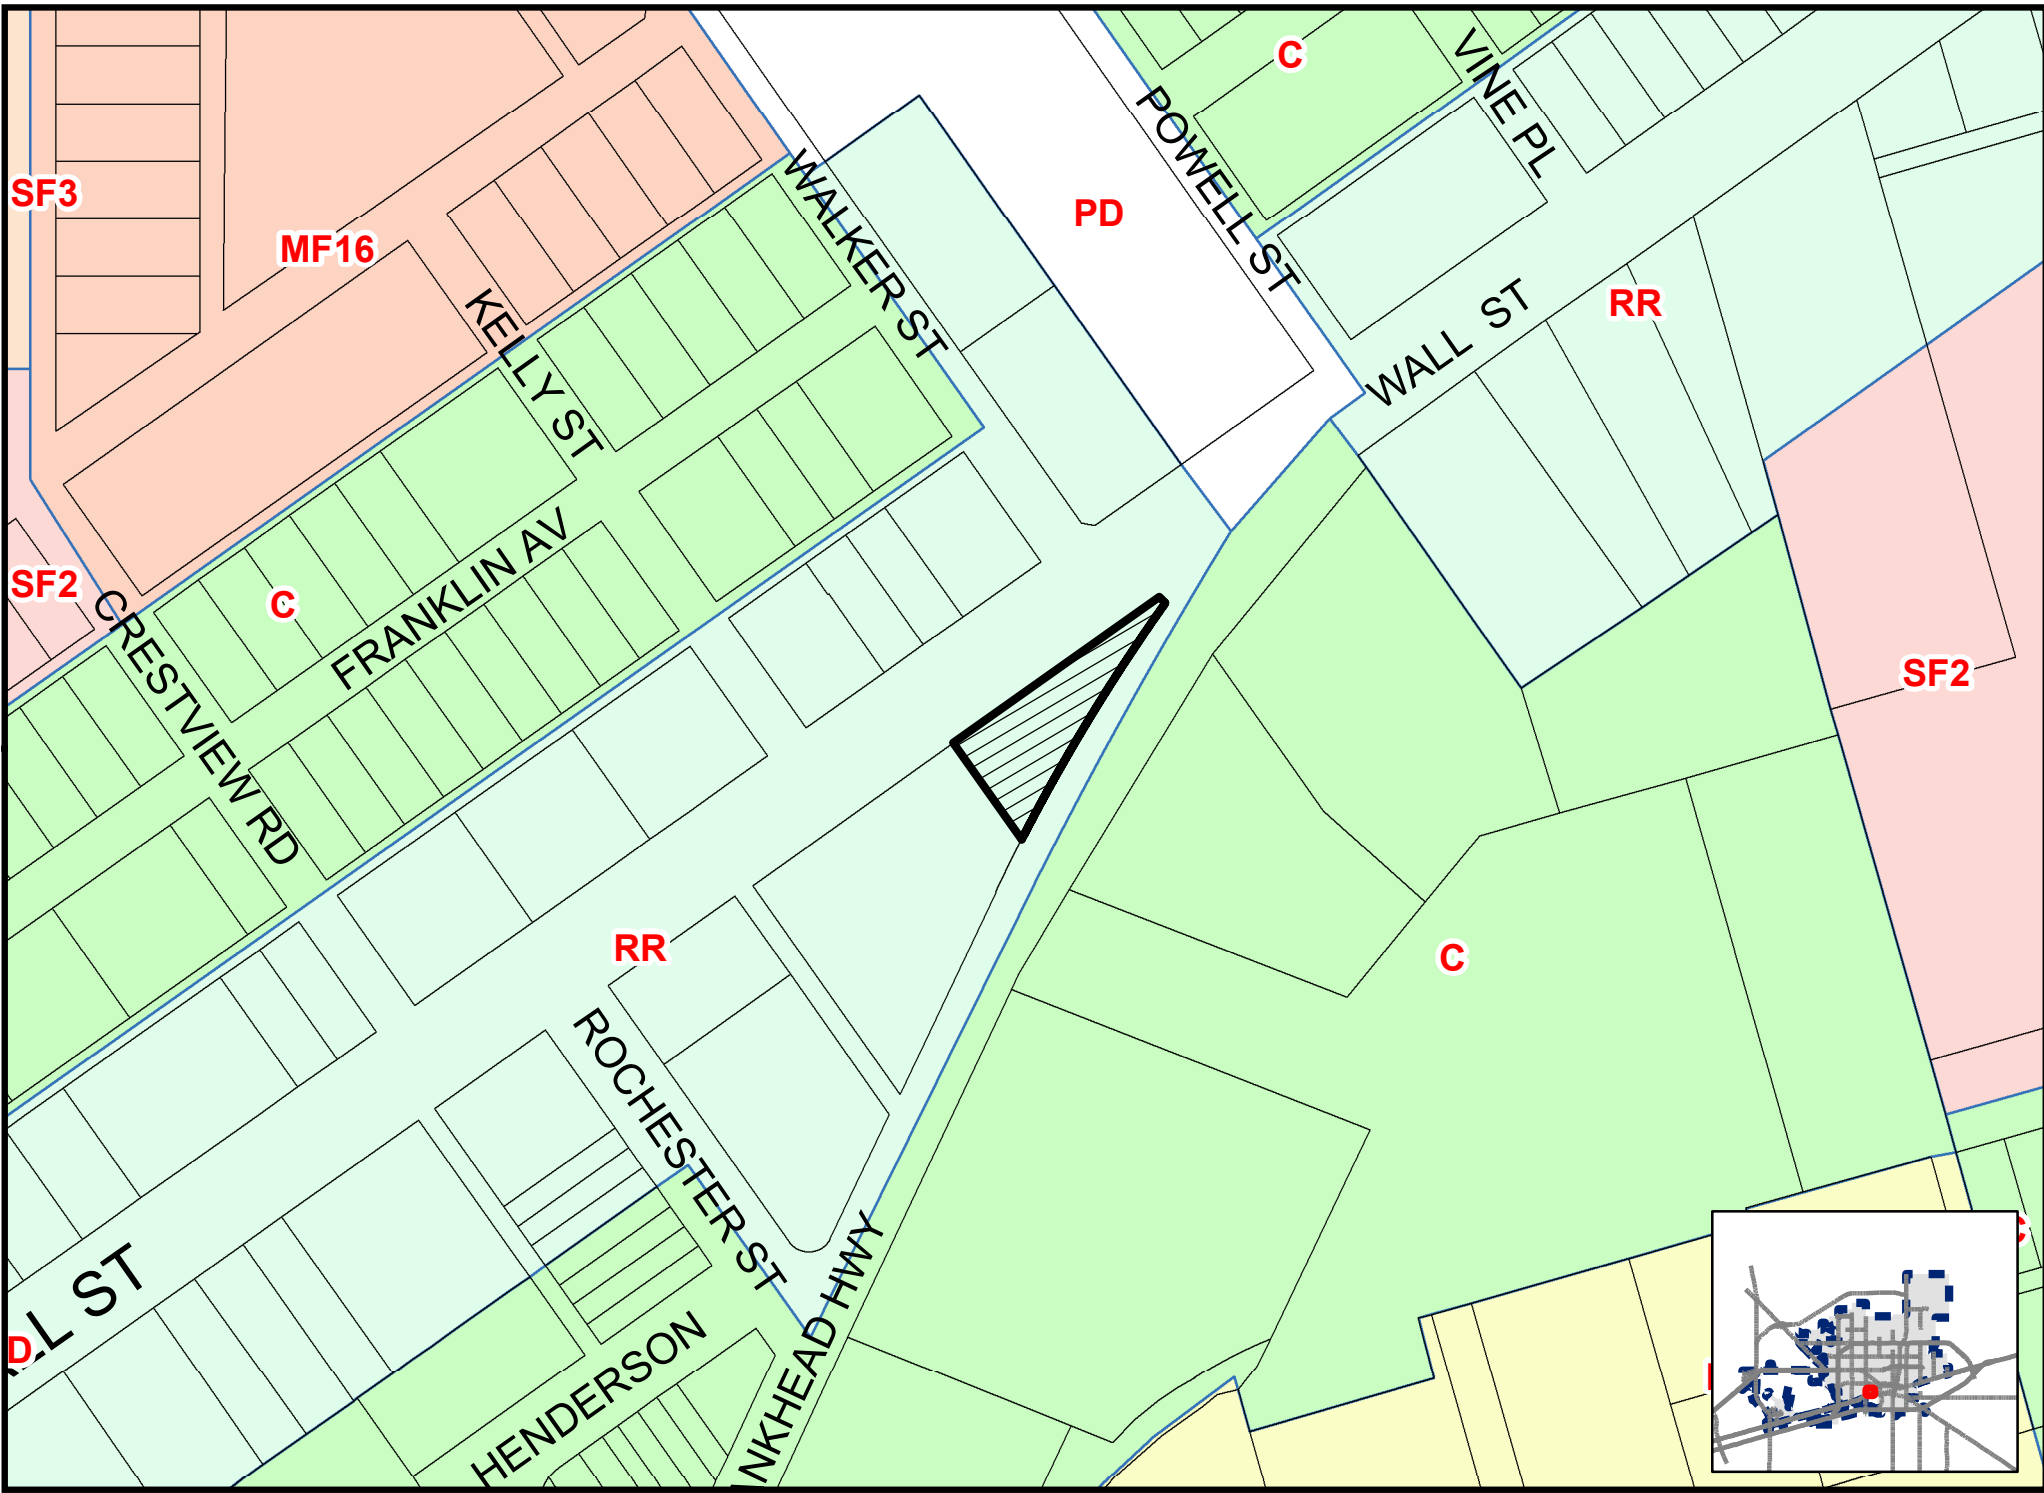 C
VINE PL
POWELL ST
SF3
PD
MF16
WALKER ST
RR
WALL ST
KELLY ST
SF2
C
CRESTVIEW RD
FRANKLIN AV
SF2
RR
C
ROCHESTER ST
LL ST
D
HENDERSON
NKHEAD HWY
C